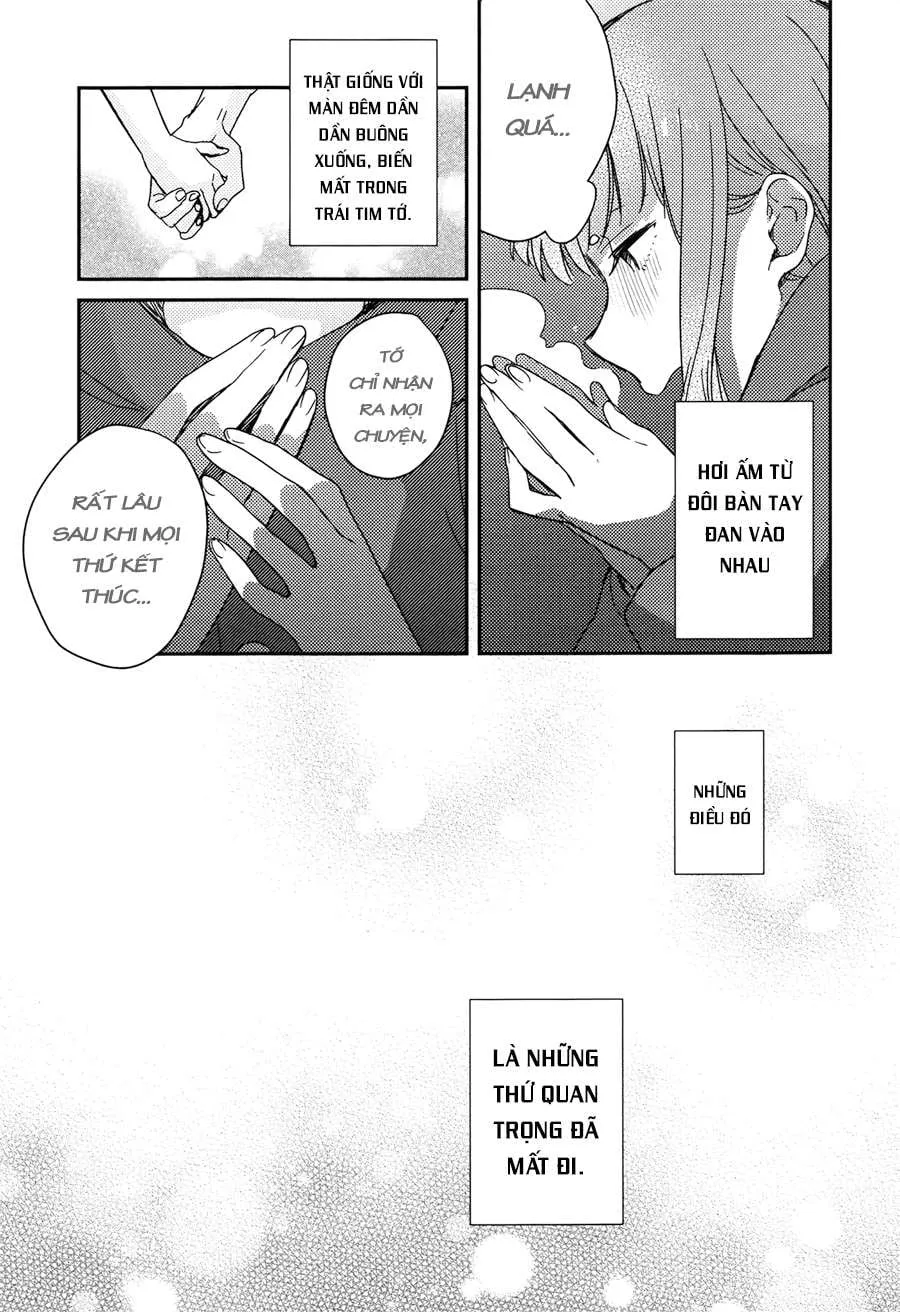 LẠNH
QUÁ...
HƠI ẤM TỪ
ĐÔI BÀN TAY
ĐAN VÀO
NHAU
THẬT GIỐNG VỚI
MÀN ĐÊM DẦN
DẦN BUÔNG
XUỐNG, BIẾN
MẤT TRONG
TRÁI TIM TỚ.
TỚ
CHỈ NHẬN
RA MỌI
CHUYỆN,
RẤT LÂU
SAU KHI MỌI
THỨ KẾT
THÚC...
NHỮNG
ĐIỀU ĐÓ
LÀ NHỮNG
THỨ QUAN
TRỌNG ĐÃ
MẤT ĐI.